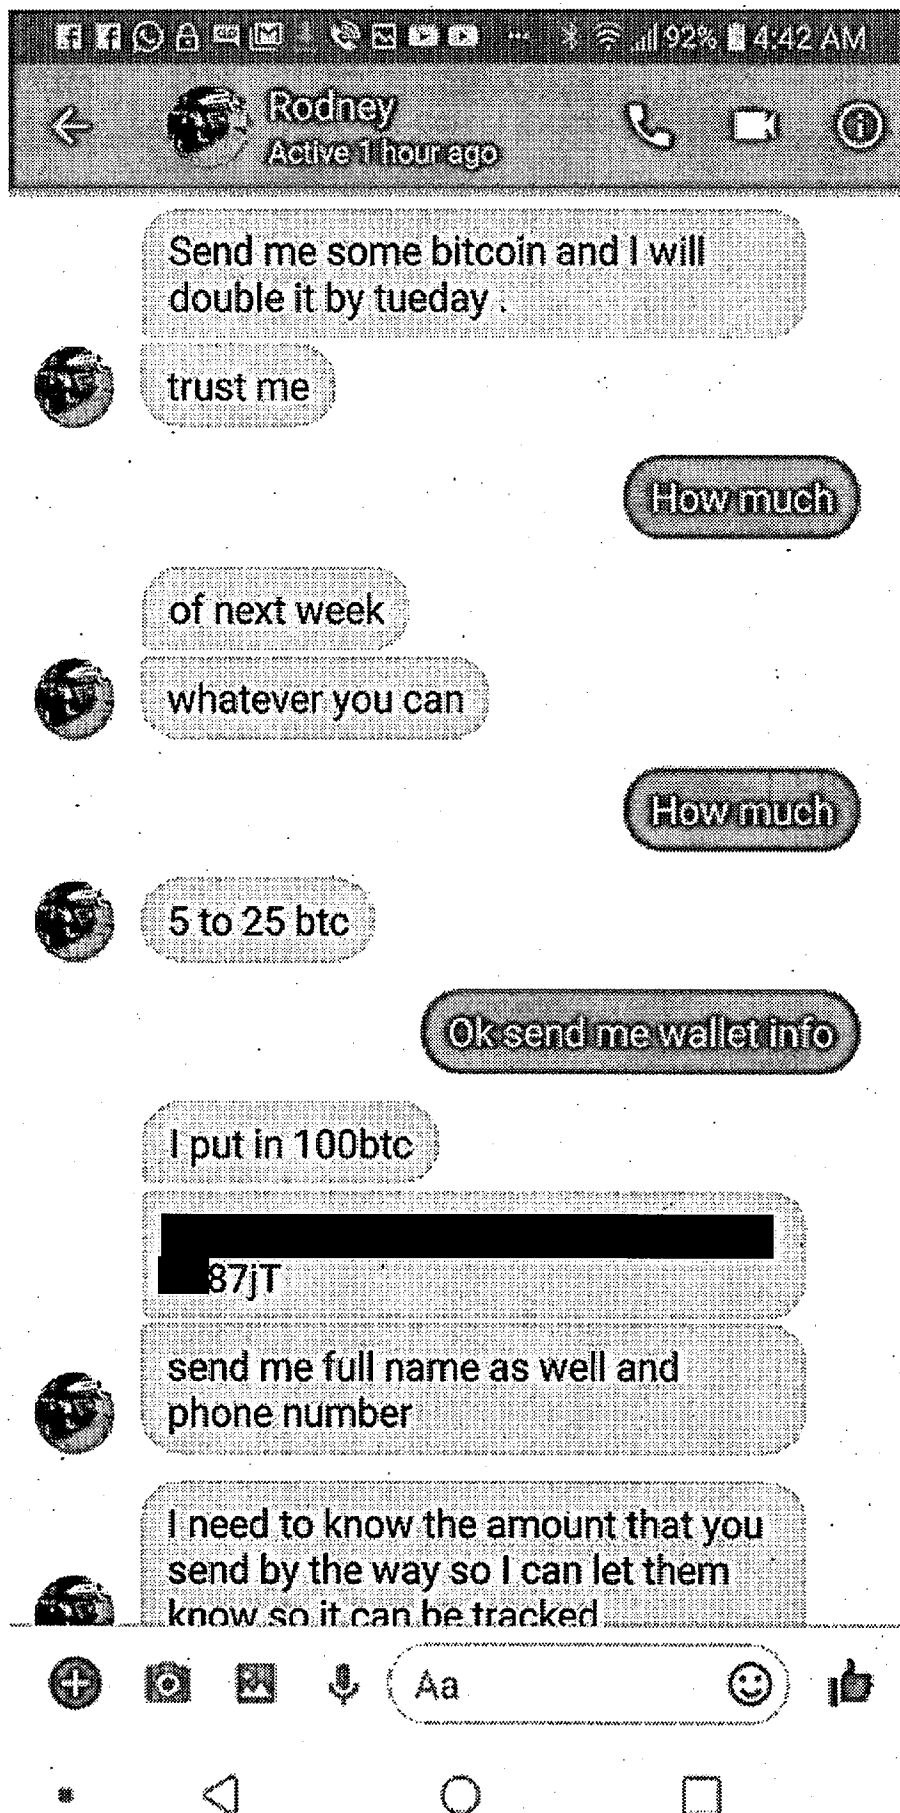 92% 4:42 AM
Rodney
Active 1 hour ago
Send me some bitcoin and I will
double it by tueday .
trust me
How much
of next week
whatever you can
How much
5 to 25 btc
Ok send me wallet info
I put in 100btc
87jT
send me full name as well and
phone number
I need to know the amount that you
send by the way so I can let them
know so it can be tracked
Aa